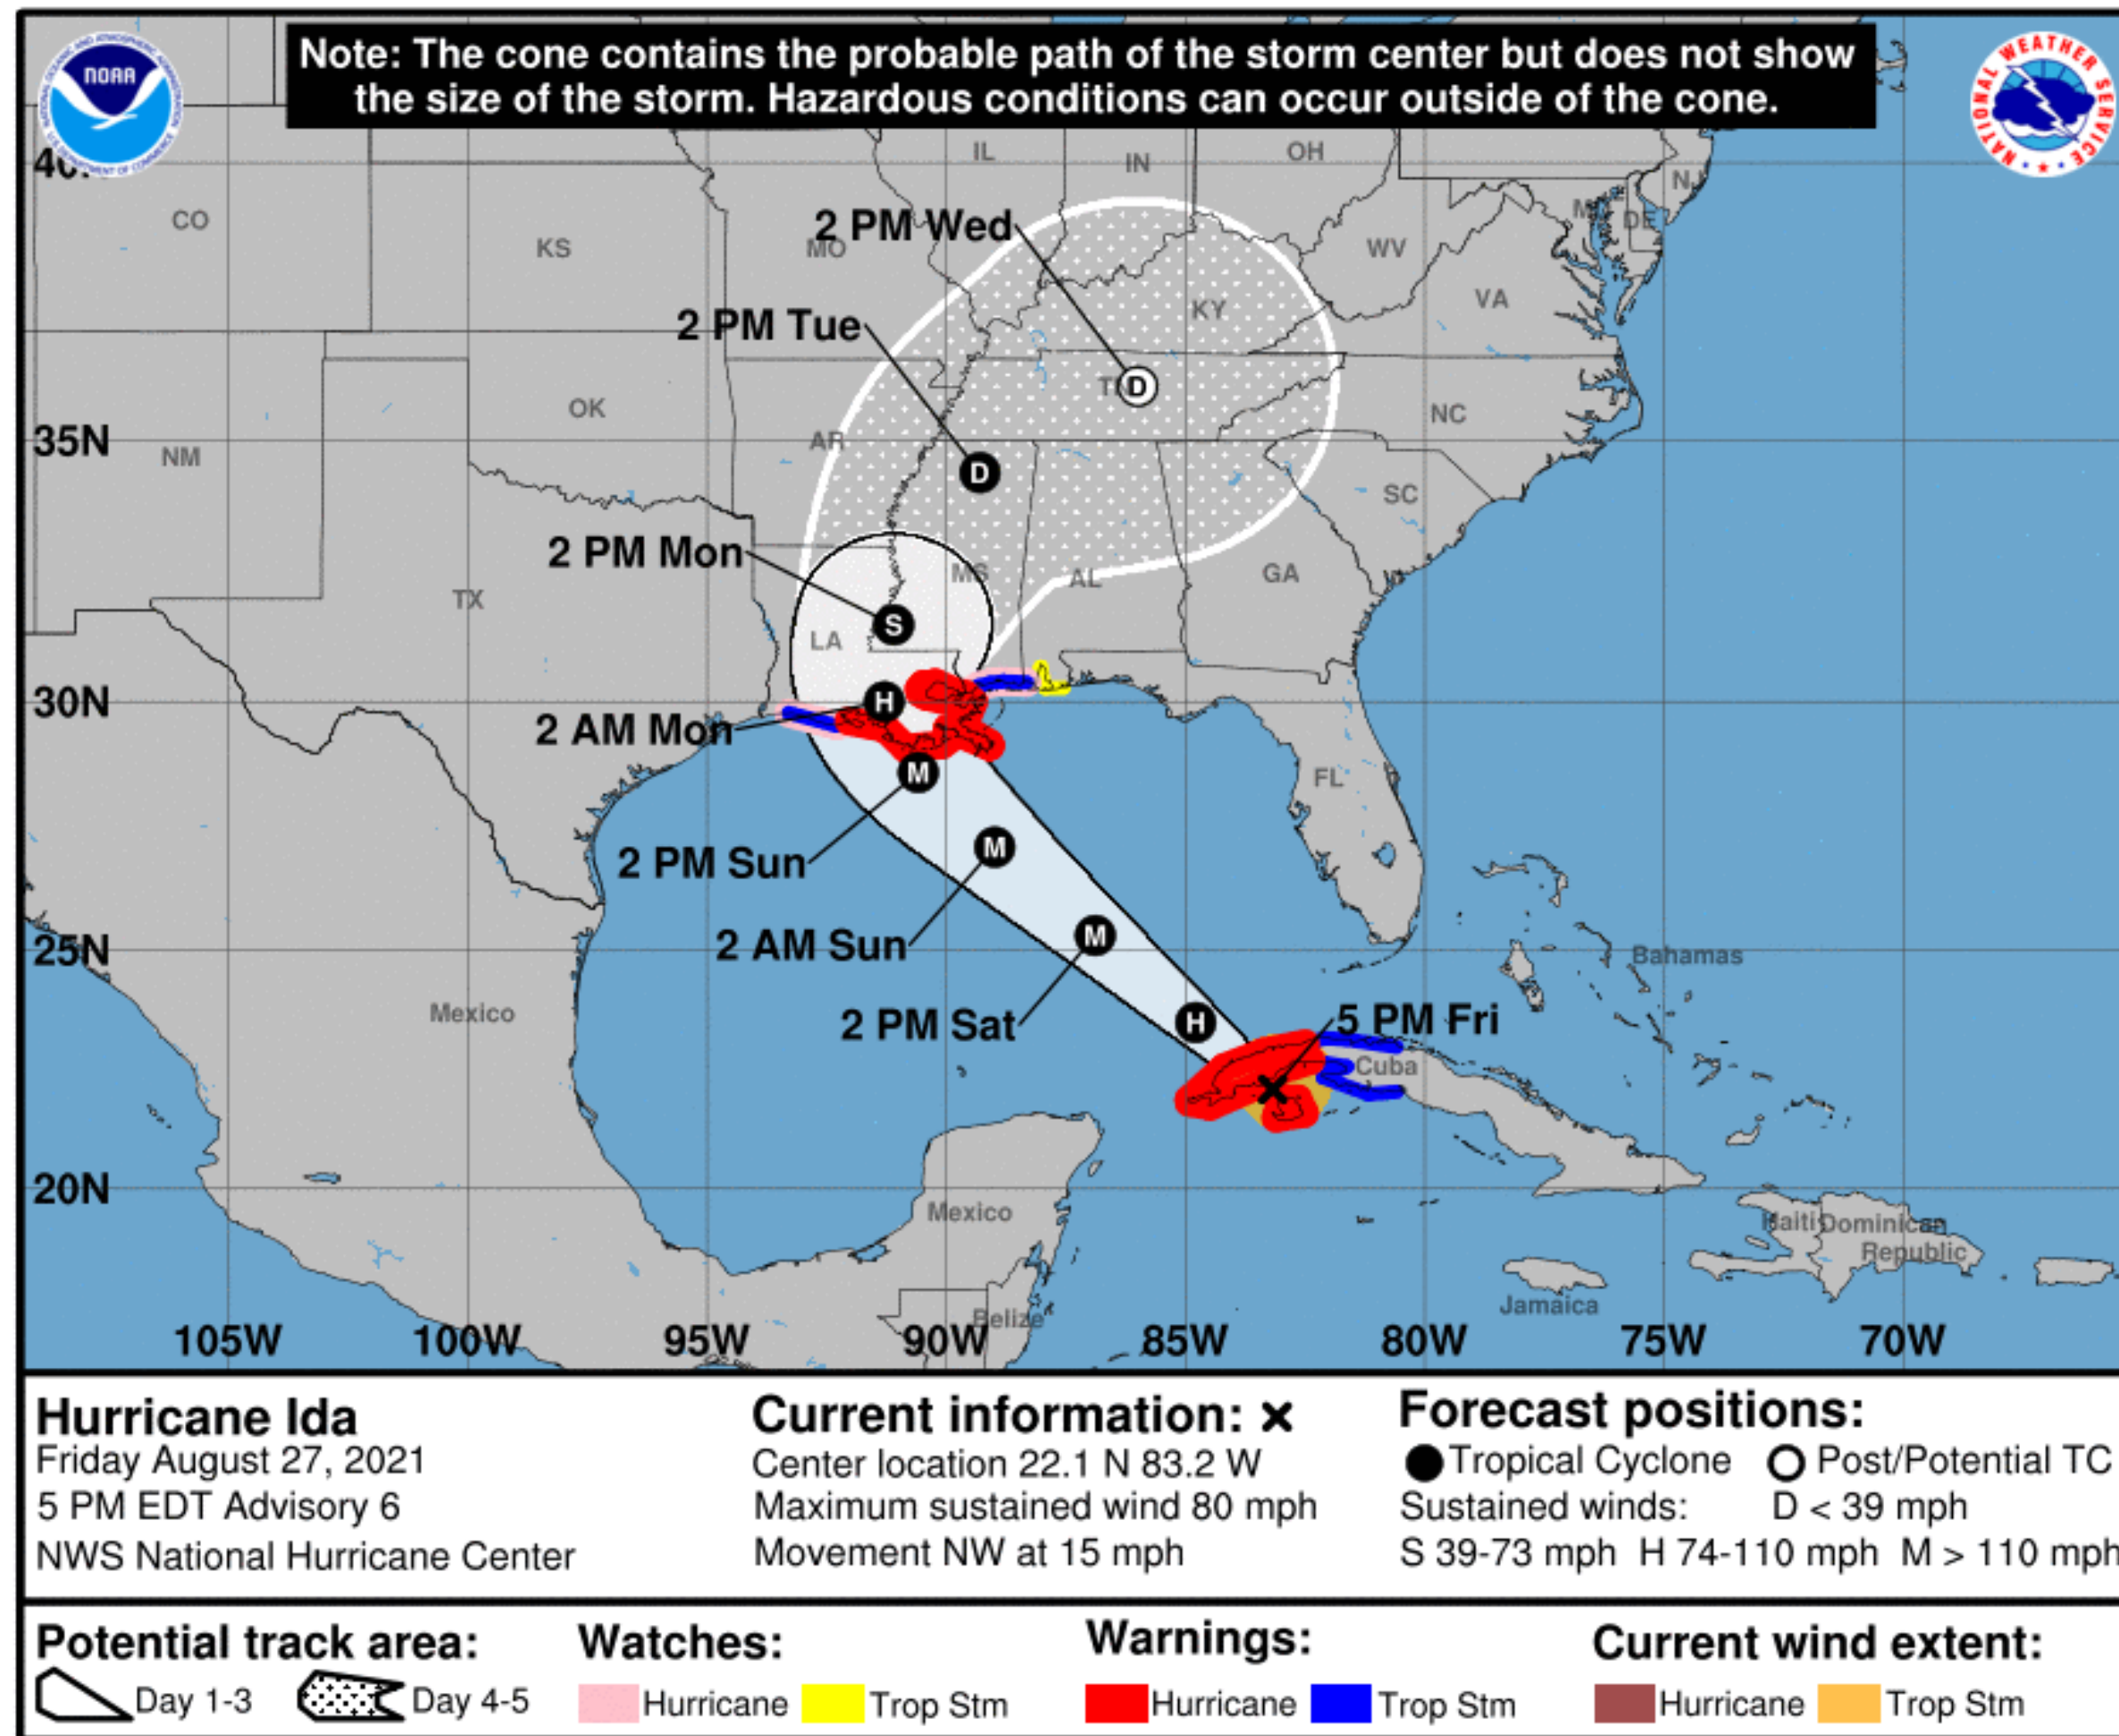 Note: The cone contains the probable path of the storm center but does not show
the size of the storm. Hazardous conditions can occur outside of the cone.
NOAA
NATIONAL WEATHER SERVICE
IL
IN
OH
NJ
CO
KS
MO
2 PM Wed
WV
DE
VA
KY
2 PM Tue
D
OK
NC
35N
AR
NM
D
SC
2 PM Mon
MS
AL
GA
TX
S
LA
30N
H
2 AM Mon
FL
M
2 PM Sun
M
2 AM Sun
M
25N
Bahamas
Mexico
2 PM Sat
H
5 PM Fri
Cuba
20N
Mexico
Haiti
Dominican
Republic
Jamaica
Belize
105W 100W 95W 90W 85W 80W 75W 70W
Hurricane Ida
Friday August 27, 2021
5 PM EDT Advisory 6
NWS National Hurricane Center
Current information: x
Center location 22.1 N 83.2 W
Maximum sustained wind 80 mph
Movement NW at 15 mph
Forecast positions:
Tropical Cyclone Post/Potential TC
Sustained winds: D < 39 mph
S 39-73 mph H 74-110 mph M > 110 mph
Potential track area:
Day 1-3 Day 4-5
Watches:
Hurricane Trop Stm
Warnings:
Hurricane Trop Stm
Current wind extent:
Hurricane Trop Stm